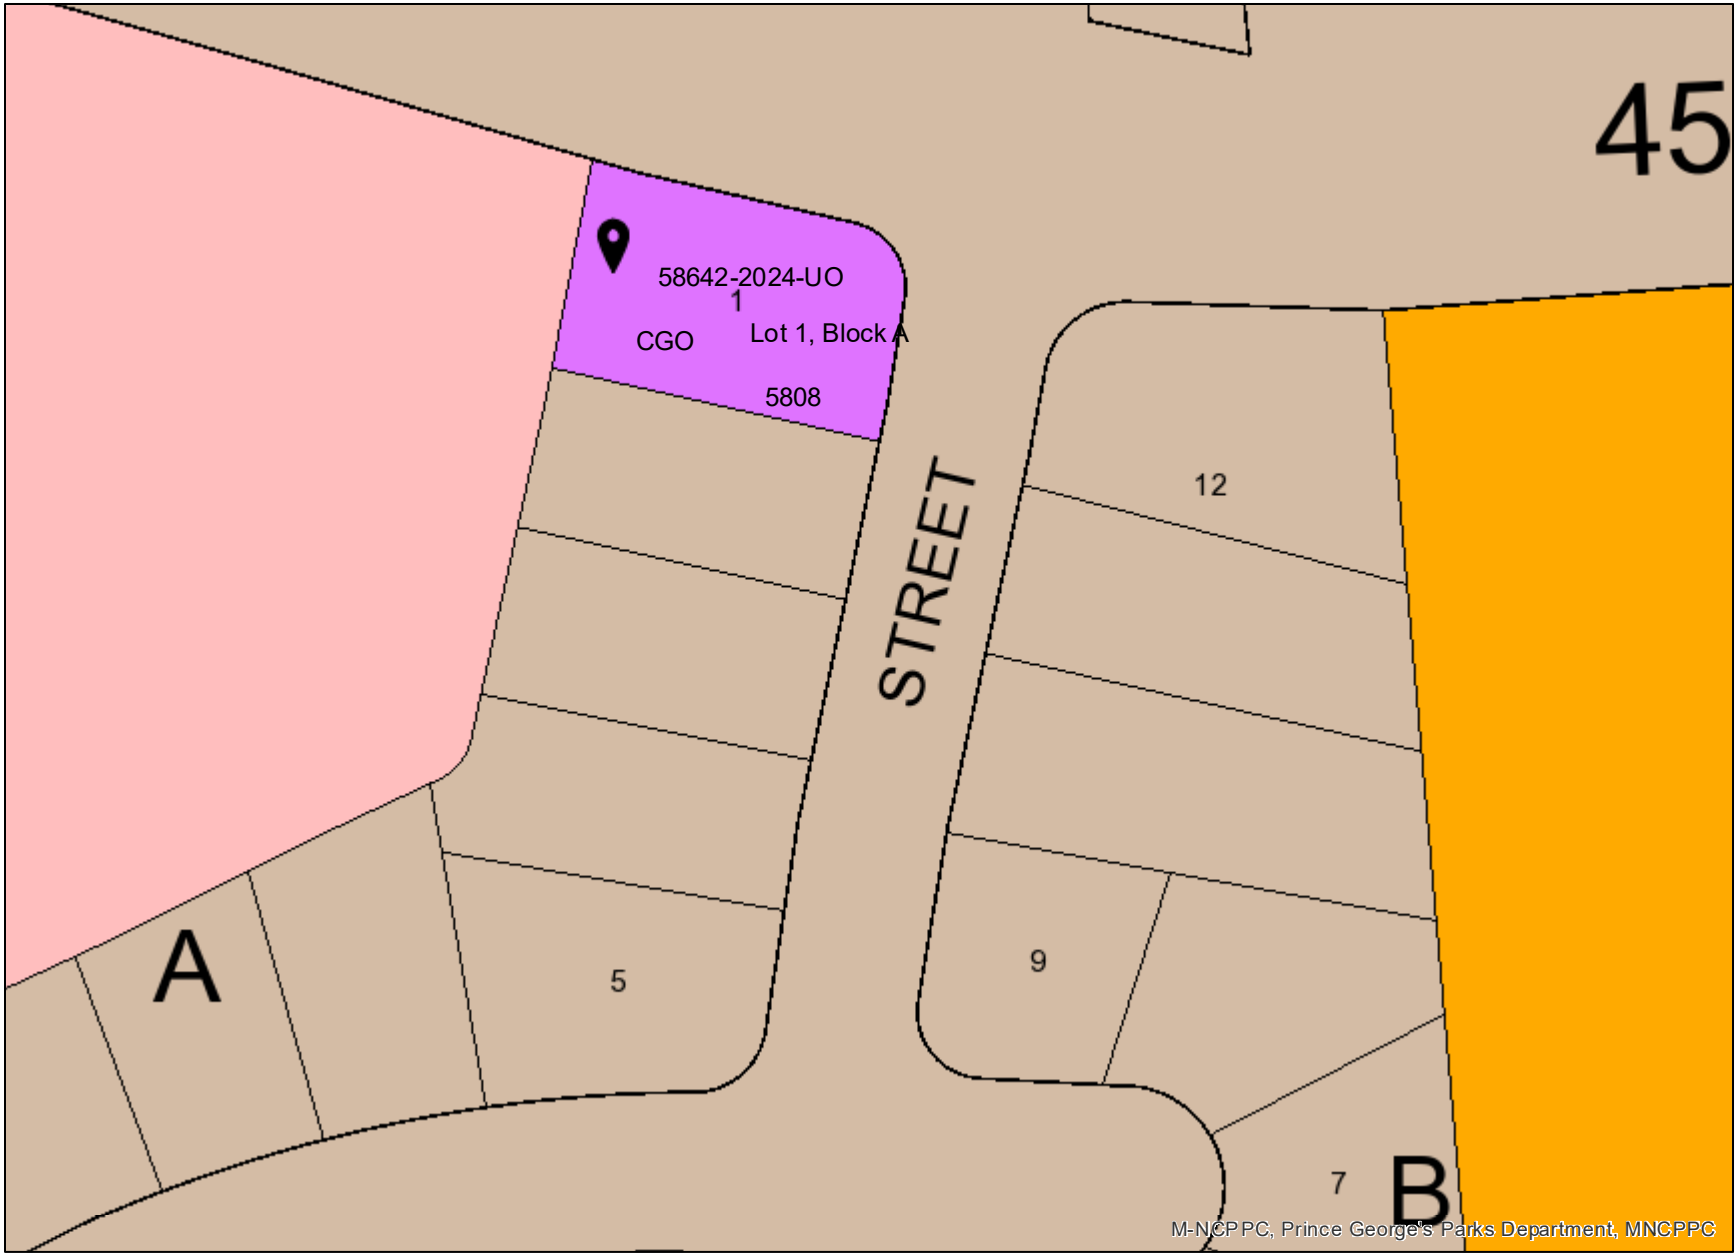 45
58642-2024-UO
1
Lot 1, Block A
CGO
5808
STREET
12
A
5
9
7
B
M-NCPPC, Prince George's Parks Department, MNCPPC